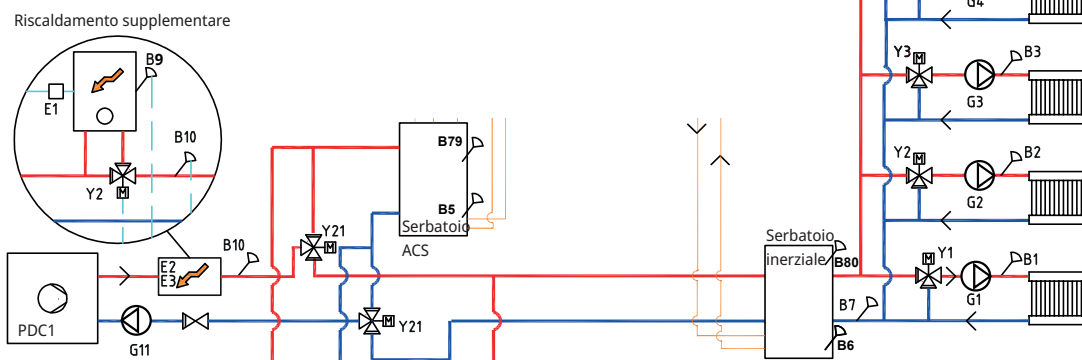 Riscaldamento supplementare
B9
E1
B10
Y2
M
E2
E3
B10
PDC1
G11
Y21
M
Y21
M
B79
B5
Serbatoio
ACS
Serbatoio
inerziale
B80
B7
B6
G4
Y3
M
G3
B3
Y2
M
G2
B2
Y1
M
G1
B1